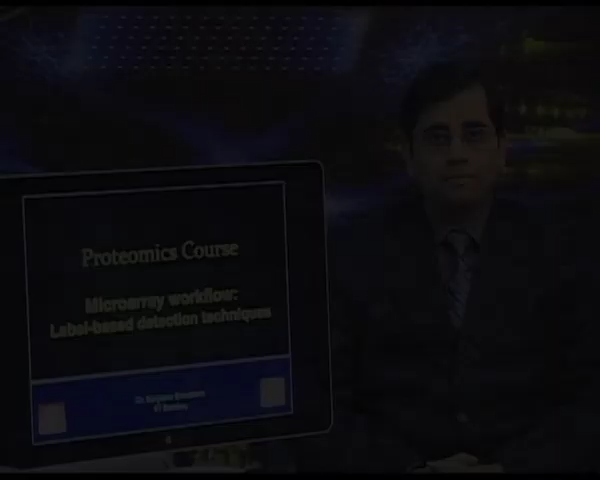 Proteomics Course
Microarray workflow:
Label-based detection techniques